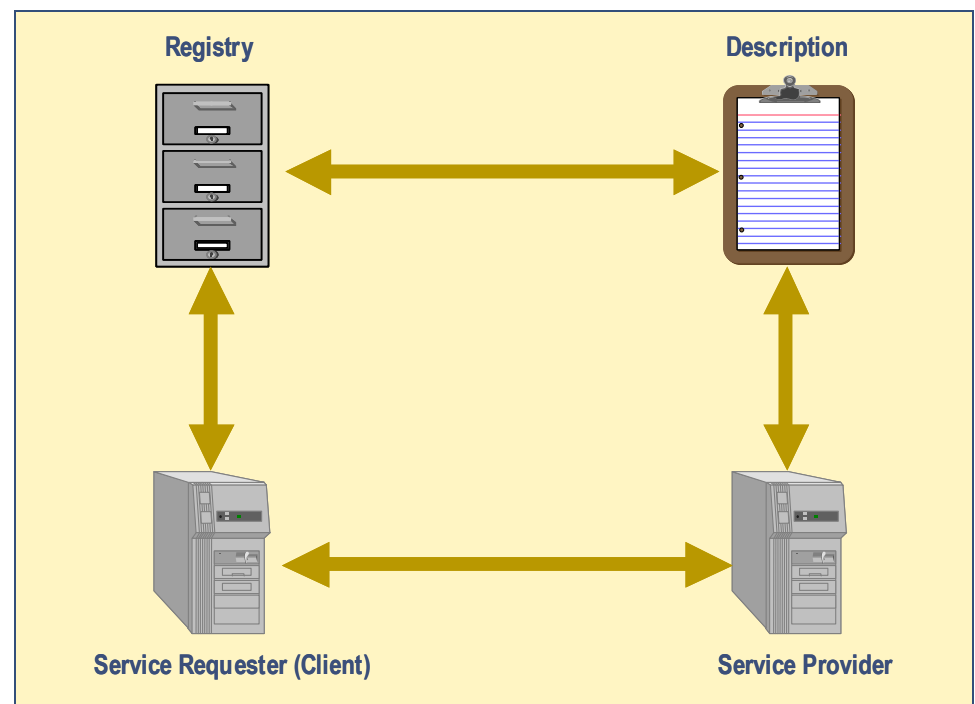 Registry
Description
Service Requester (Client)
Service Provider